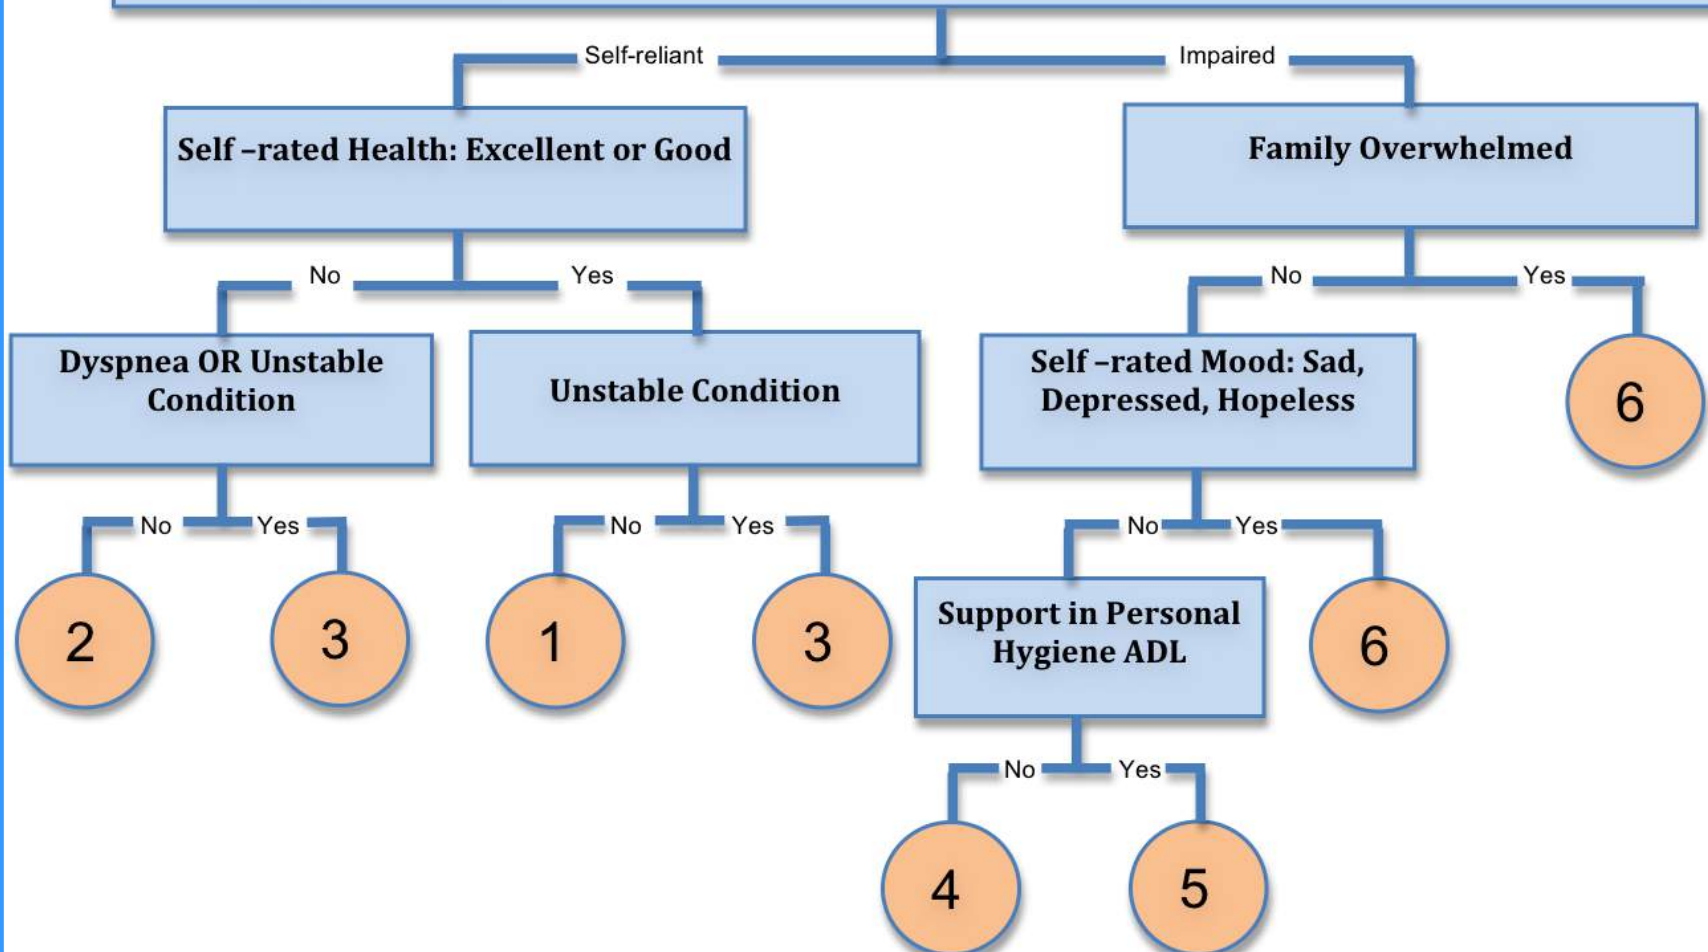 Self-reliant
Impaired
Self –rated Health: Excellent or Good
Family Overwhelmed
No
Yes
No
Yes
Dyspnea OR Unstable
Condition
Unstable Condition
Self –rated Mood: Sad,
Depressed, Hopeless
6
No
Yes
No
Yes
No
Yes
2
3
1
3
Support in Personal
Hygiene ADL
6
No
Yes
4
5